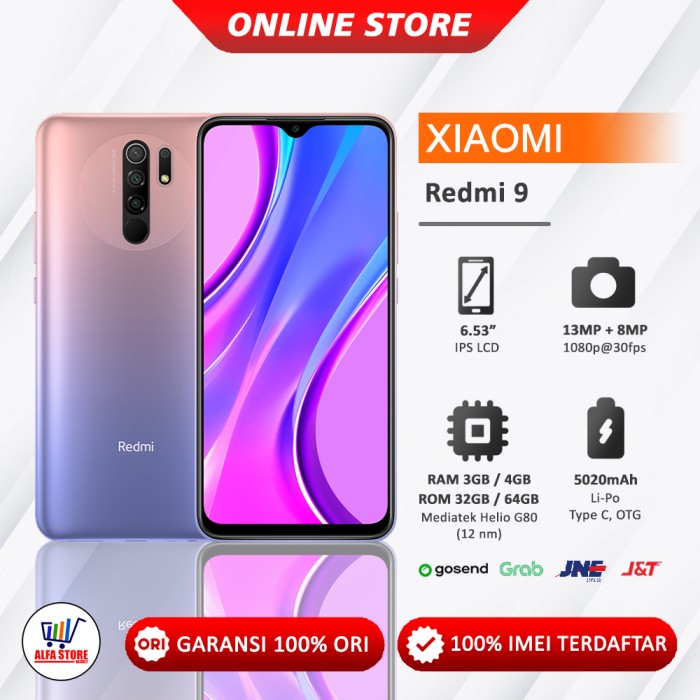 ONLINE STORE
XIAOMI
Redmi 9
6.53”
IPS LCD
13MP + 8MP
1080p@30fps
RAM 3GB / 4GB
ROM 32GB / 64GB
Mediatek Helio G80
(12 nm)
5020mAh
Li-Po
Type C, OTG
Redmi
gosend
Grab
JNE
J&T
ALFA STORE
ORI
GARANSI 100% ORI
100% IMEI TERDAFTAR